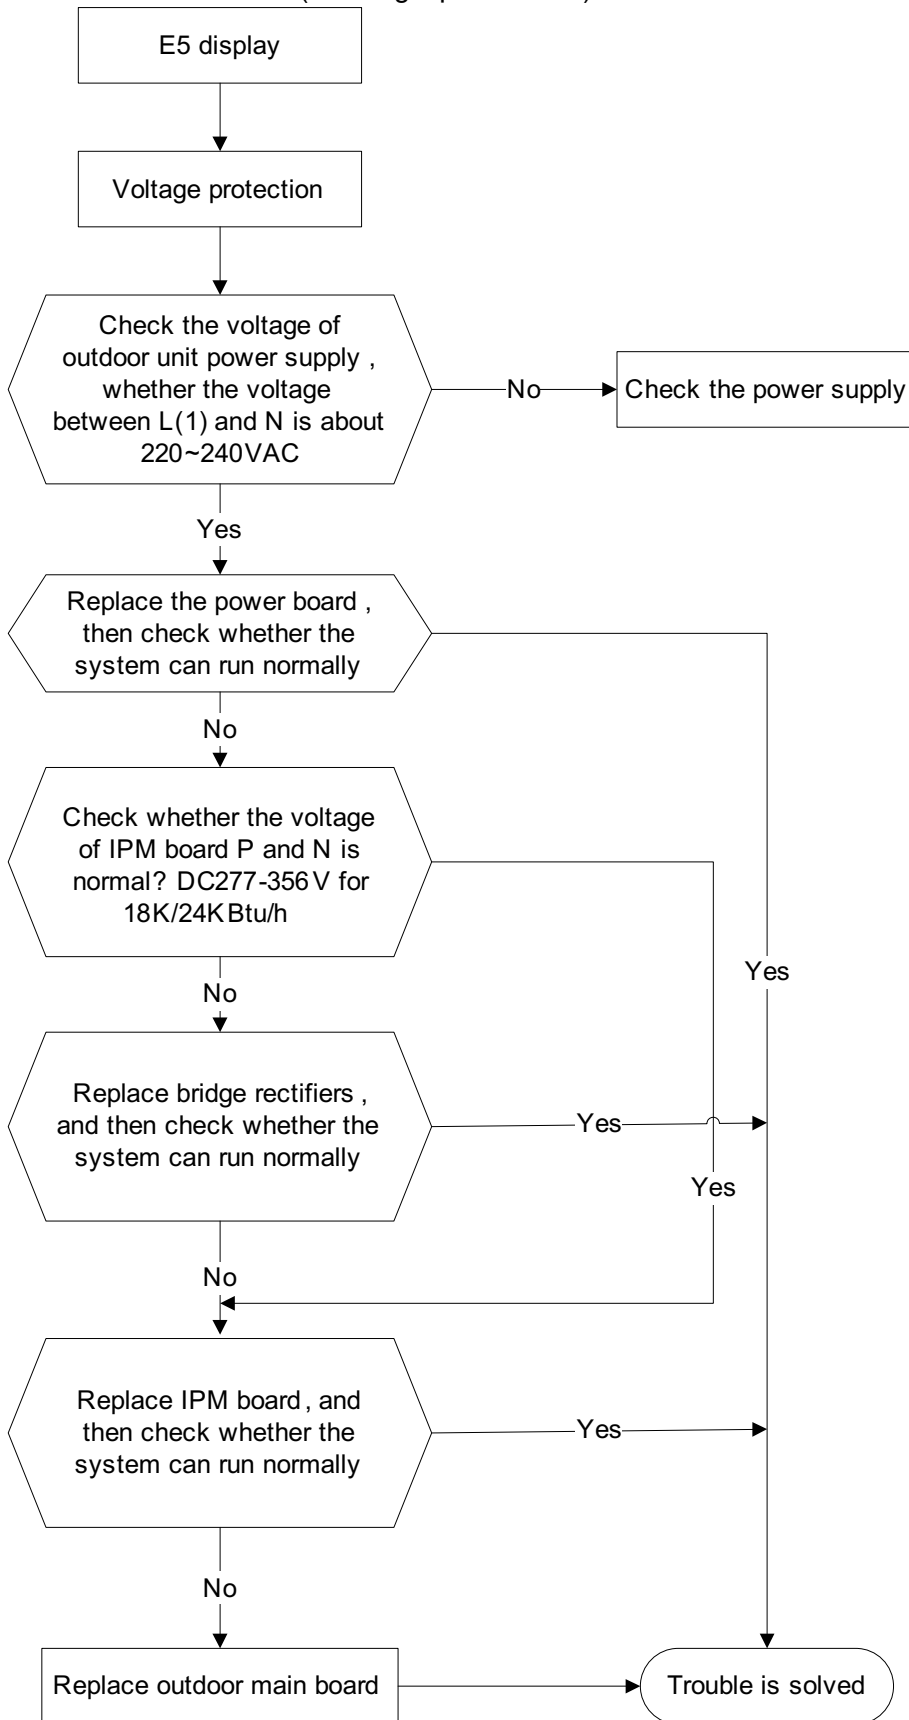 E5 display
Voltage protection
Check the voltage of
outdoor unit power supply ,
whether the voltage
between L(1) and N is about
220~240VAC
No
Check the power supply
Yes
Replace the power board ,
then check whether the
system can run normally
No
Check whether the voltage
of IPM board P and N is
normal? DC277-356V for
18K/24KBtu/h
Yes
No
Replace bridge rectifiers ,
and then check whether the
system can run normally
Yes
Yes
No
Replace IPM board, and
then check whether the
system can run normally
Yes
No
Replace outdoor main board
Trouble is solved